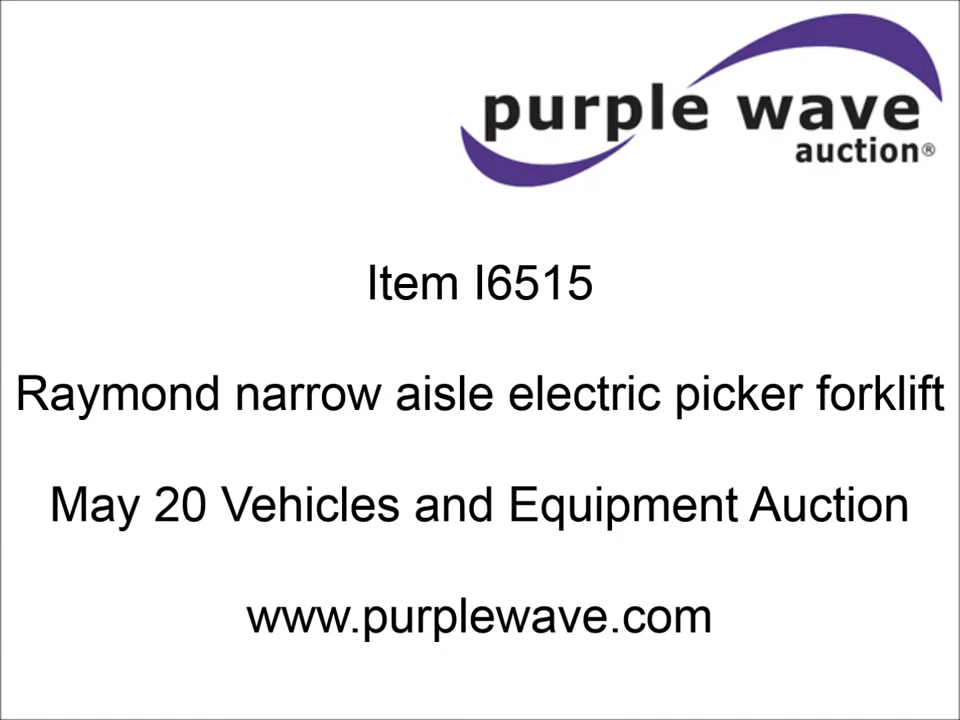 purple wave
auction®
Item I6515
Raymond narrow aisle electric picker forklift
May 20 Vehicles and Equipment Auction
www.purplewave.com